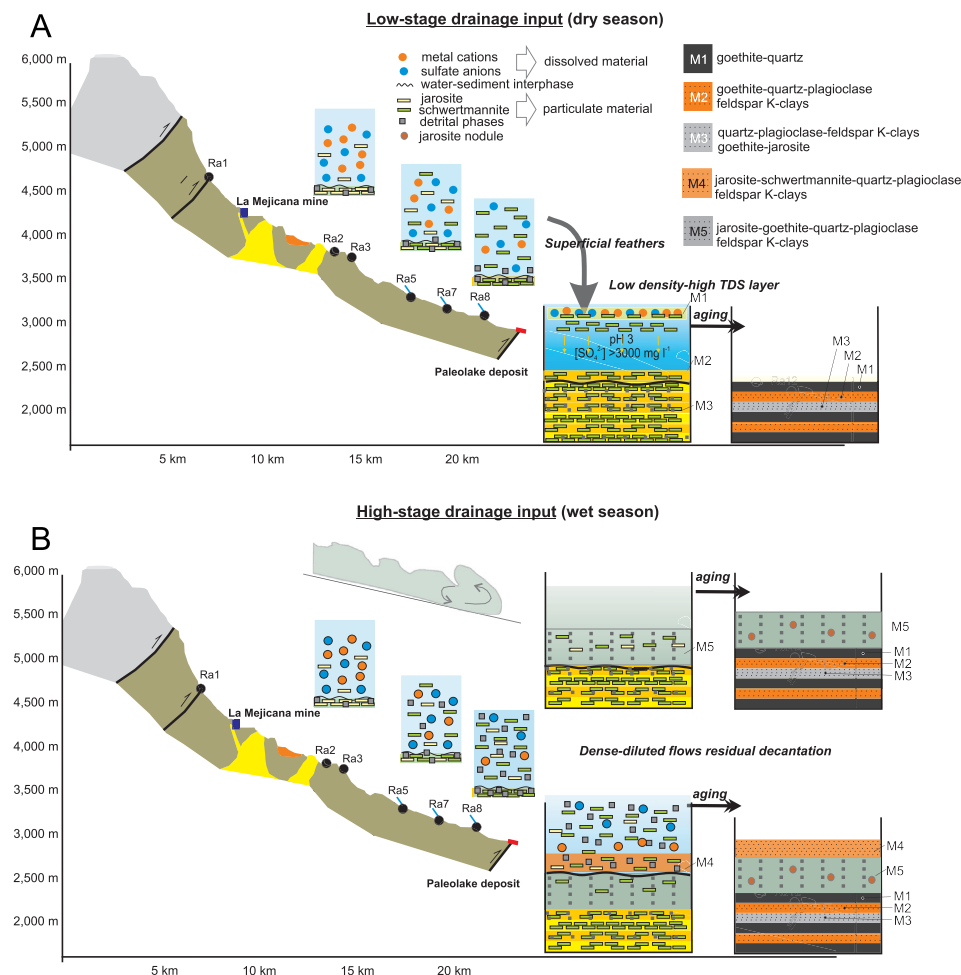 A
Low-stage drainage input (dry season)
6,000 m
5,500 m
5,000 m
4,500 m
4,000 m
3,500 m
3,000 m
2,500 m
2,000 m
5 km
10 km
15 km
20 km
Ra1
La Mejicana mine
Ra2
Ra3
Ra5
Ra7
Ra8
Paleolake deposit
metal cations
sulfate anions
dissolved material
water-sediment interphase
jarosite
schwertmannite
particulate material
detrital phases
jarosite nodule
M1 goethite-quartz
M2 goethite-quartz-plagioclase
feldspar K-clays
M3 quartz-plagioclase-feldspar K-clays
goethite-jarosite
M4 jarosite-schwertmannite-quartz-plagioclase
feldspar K-clays
M5 jarosite-goethite-quartz-plagioclase
feldspar K-clays
Superficial feathers
Low density-high TDS layer
M1
aging
pH 3
[SO₄²⁻] >3000 mg l⁻¹
M2
M3
M3
M2
M1
B
High-stage drainage input (wet season)
6,000 m
5,500 m
5,000 m
4,500 m
4,000 m
3,500 m
3,000 m
2,500 m
2,000 m
5 km
10 km
15 km
20 km
Ra1
La Mejicana mine
Ra2
Ra3
Ra5
Ra7
Ra8
Paleolake deposit
aging
M5
M5
M1
M2
M3
Dense-diluted flows residual decantation
aging
M4
M4
M5
M1
M2
M3